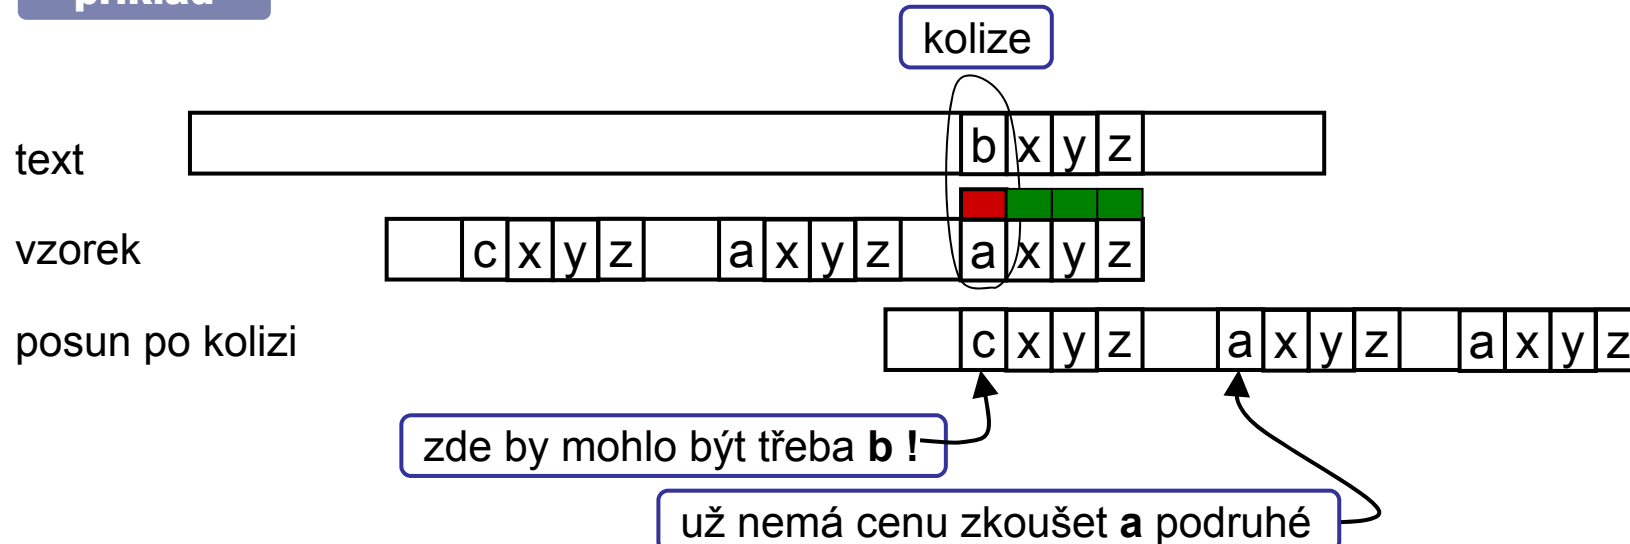 příklad
kolize
text b x y z
vzorek c x y z a x y z a x y z
posun po kolizi c x y z a x y z a x y z
zde by mohlo být třeba b !
už nemá cenu zkoušet a podruhé